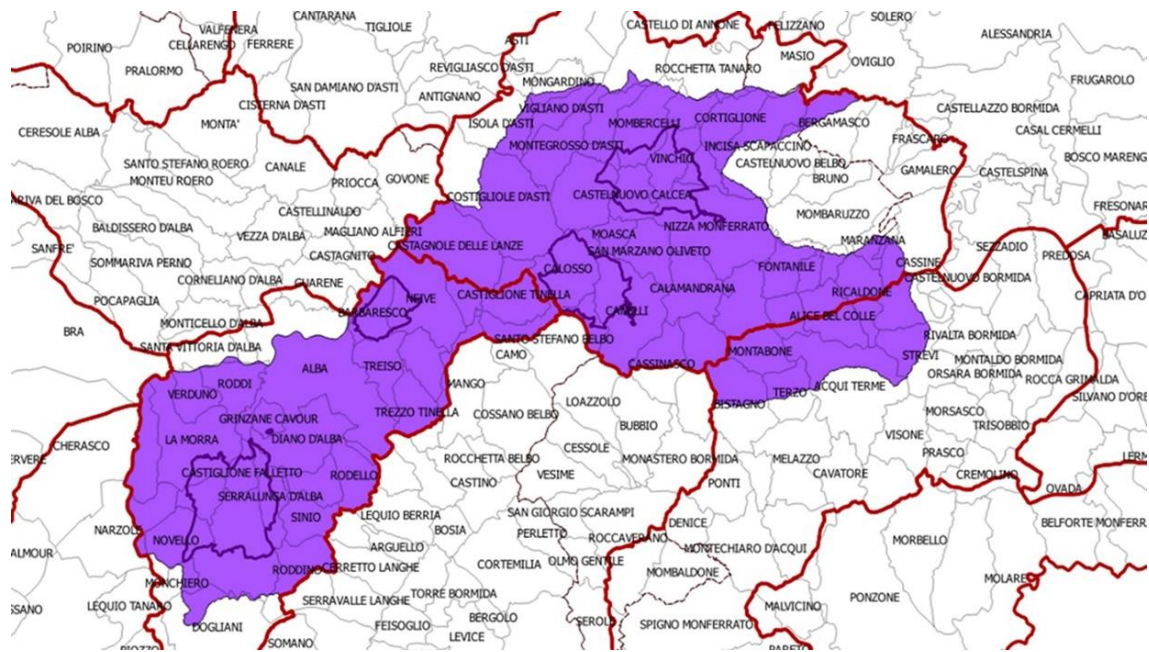 CANTARANA
SOLERO
VALFENERA
TIGLIOLE
CASTELLO DI ANNONE
FELIZZANO
ALESSANDRIA
POIRINO
CELLARENGO
FERRERE
ASTI
MASIO
OVIGLIO
PRALORMO
REVIGLIASCO D'ASTI
ROCCHETTA TANARO
FRUGAROLO
SAN DAMIANO D'ASTI
MONGARDINO
ANTIGNANO
CISTERNA D'ASTI
VIGLIANO D'ASTI
CASTELLAZZO BORMIDA
CERESOLE ALBA
MONTA'
ISOLA D'ASTI
MOMBERCELLI
CORTIGLIONE
BERGAMASCO
CASAL CERMELLI
FRASCARO
MONTEGROSSO D'ASTI
INCISA SCAPACCINO
SANTO STEFANO ROERO
CANALE
VINCHIO
CASTELNUOVO BELBO
BOSCO MARENG
MONTEU ROERO
PRIOCCA
GOVONE
BRUNO
GAMALERO
CASTELSPINA
ARIVA DEL BOSCO
COSTIGLIOLE D'ASTI
CASTELNUOVO CALCEA
FRESONAR
CASTELLINALDO
MOMBARUZZO
BALDISSERO D'ALBA
VEZZA D'ALBA
MAGLIANO ALFIERI
NIZZA MONFERRATO
MOASCA
BASALUZ
SANFRE'
CASTAGNOLE DELLE LANZE
SAN MARZANO OLIVETO
MARANZANA
SEZZADIO
PREDOSA
SOMMARIVA PERNO
CASTAGNITO
CALOSSO
FONTANILE
CASSINE
CORNELIANO D'ALBA
GUARENE
CASTELNUOVO BORMIDA
POCAPAGLIA
NEIVE
CASTIGLIONE TINELLA
CALAMANDRANA
RICALDONE
CAPRIATA D'O
BARBARESCO
CANELLI
ALICE BEL COLLE
BRA
MONTICELLO D'ALBA
RIVALTA BORMIDA
SANTA VITTORIA D'ALBA
SANTO STEFANO BELBO
CAMO
MONTABONE
STREVI
MONTALDO BORMIDA
ALBA
TREISO
CASSINASCO
ORSARA BORMIDA
ROCCA GRIMALDA
RODDI
MANGO
TERZO
ACQUI TERME
VERDUNO
BISTAGNO
SILVANO D'ORB
LOAZZOLO
GRINZANE CAVOUR
TREZZO TINELLA
COSSANO BELBO
BUBBIO
MORSASCO
TRISOBBIO
CHERASCO
LA MORRA
DIANO D'ALBA
VISONE
CESSOLE
PRASCO
ERVERE
ROCCHETTA BELBO
MONASTERO BORMIDA
MELAZZO
LERM
CASTIGLIONE FALLETTO
RODELLO
VESIME
CAVATORE
CREMOLINO
CASTINO
PONTI
OVADA
SERRALUNGA D'ALBA
SINIO
LEQUIO BERRIA
SAN GIORGIO SCARAMPI
DENICE
BELFORTE MONFERR
NARZOLE
BOSIA
PERLETTO
ROCCAVERANO
NOVELLO
ARGUELLO
MONTECHIARO D'ACQUI
MORBELLO
ALMOUR
CORTEMILIA
OLMO GENTILE
RODDINO
CERRETTO LANGHE
MOMBALDONE
MOLARE
MONCHIERO
TORRE BORMIDA
PONZONE
SSANO
LEQUIO TANARO
SERRAVALLE LANGHE
MALVICINO
BERGOLO
SEROLE
SPIGNO MONFERRATO
DOGLIANI
FEISOGLIO
LEVICE
SOMANO
PIOZZO
PARETO